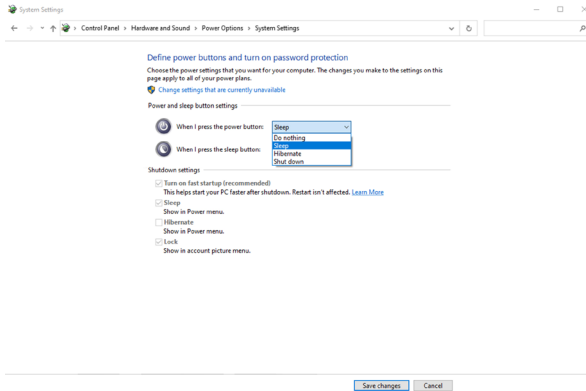 System Settings
Control Panel > Hardware and Sound > Power Options > System Settings
Define power buttons and turn on password protection
Choose the power settings that you want for your computer. The changes you make to the settings on this
page apply to all of your power plans.
Change settings that are currently unavailable
Power and sleep button settings
When I press the power button: Sleep
Do nothing
Sleep
Hibernate
Shut down
When I press the sleep button:
Shutdown settings
Turn on fast startup (recommended)
This helps start your PC faster after shutdown. Restart isn't affected. Learn More
Sleep
Show in Power menu.
Hibernate
Show in Power menu.
Lock
Show in account picture menu.
Save changes Cancel